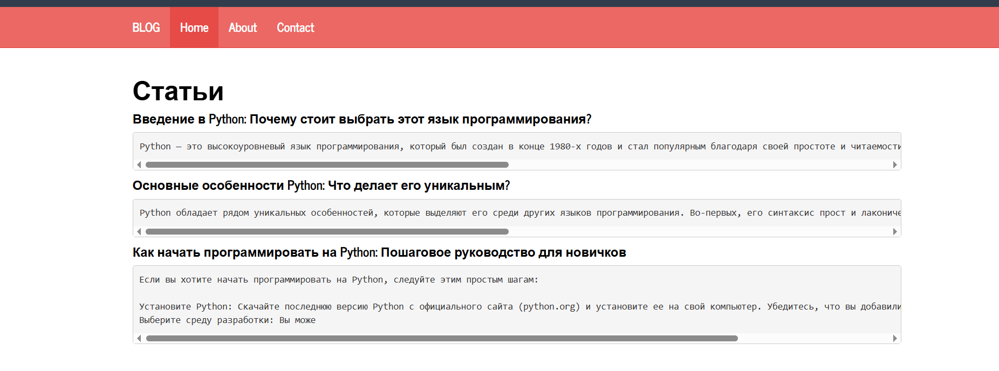 BLOG Home About Contact
Статьи
Введение в Python: Почему стоит выбрать этот язык программирования?
Python — это высокоуровневый язык программирования, который был создан в конце 1980-х годов и стал популярным благодаря своей простоте и читаемости
Основные особенности Python: Что делает его уникальным?
Python обладает рядом уникальных особенностей, которые выделяют его среди других языков программирования. Во-первых, его синтаксис прост и лакониче
Как начать программировать на Python: Пошаговое руководство для новичков
Если вы хотите начать программировать на Python, следуйте этим простым шагам:
Установите Python: Скачайте последнюю версию Python с официального сайта (python.org) и установите ее на свой компьютер. Убедитесь, что вы добавили
Выберите среду разработки: Вы може